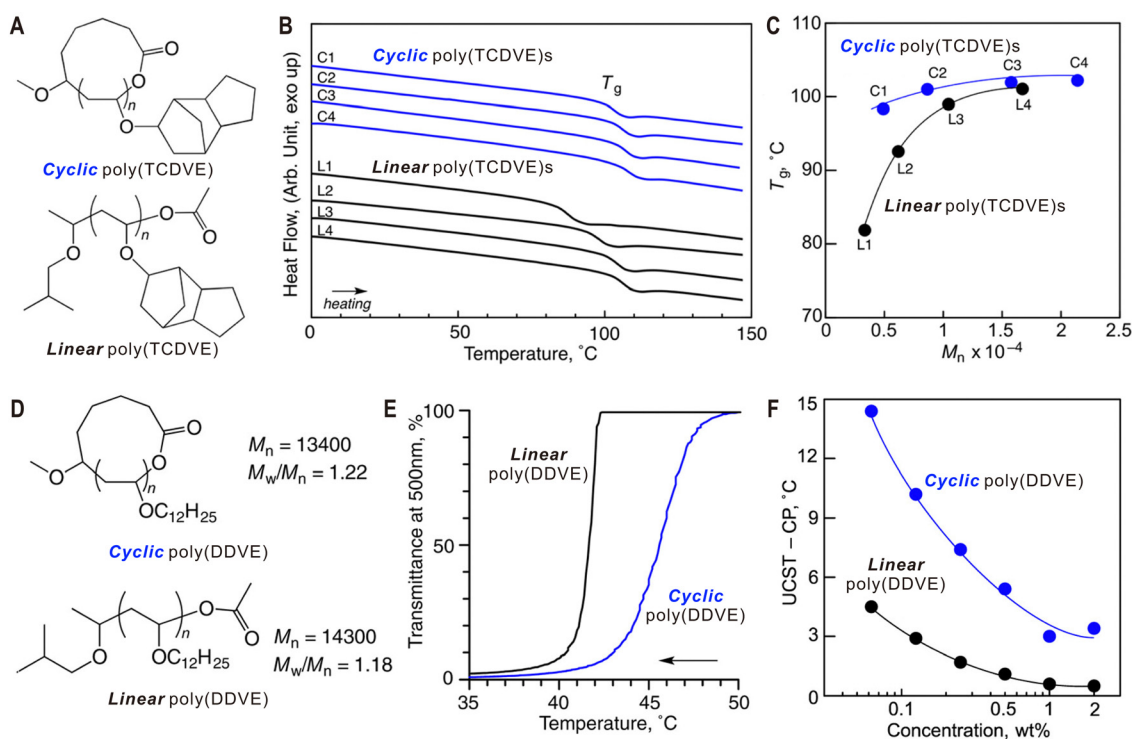 A
O
O
O
n
O
Cyclic poly(TCDVE)
O
n
O
O
O
Linear poly(TCDVE)
B
Heat Flow, (Arb. Unit, exo up)
C1
C2
C3
C4
Cyclic poly(TCDVE)s
Tg
Linear poly(TCDVE)s
L1
L2
L3
L4
heating
0
50
100
150
Temperature, ˚C
C
Tg, ˚C
110
100
90
80
70
Cyclic poly(TCDVE)s
C1
C2
C3
C4
L1
L2
L3
L4
Linear poly(TCDVE)s
0
0.5
1
1.5
2
2.5
Mn x 10-4
D
O
O
O
n
OC12H25
Mn = 13400
Mw/Mn = 1.22
Cyclic poly(DDVE)
O
n
O
O
OC12H25
Mn = 14300
Mw/Mn = 1.18
Linear poly(DDVE)
E
Transmittance at 500nm, %
100
50
0
Linear
poly(DDVE)
Cyclic
poly(DDVE)
35
40
45
50
Temperature, ˚C
F
UCST – CP, ˚C
15
12
9
6
3
0
Cyclic poly(DDVE)
Linear
poly(DDVE)
0.1
0.5
1
2
Concentration, wt%